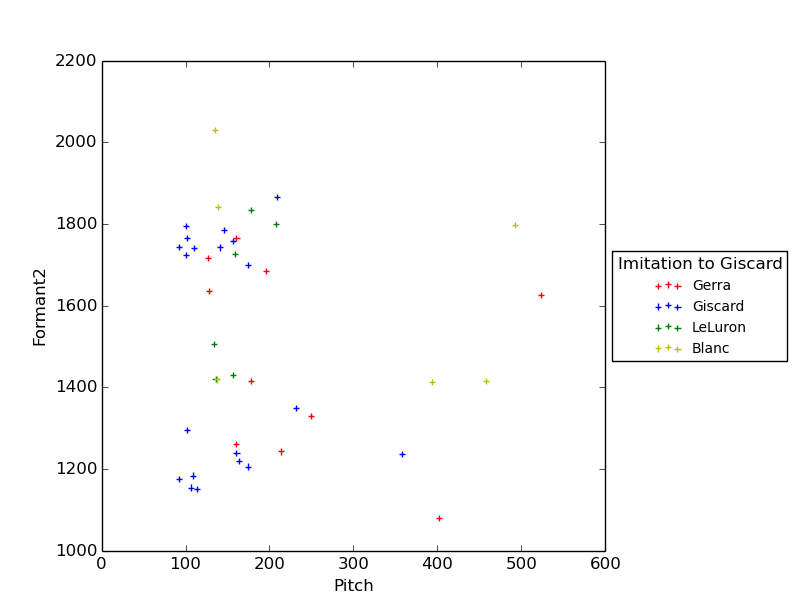 2200
2000
1800
1600
1400
1200
1000
Formant2
0 100 200 300 400 500 600
Pitch
Imitation to Giscard
Gerra
Giscard
LeLuron
Blanc